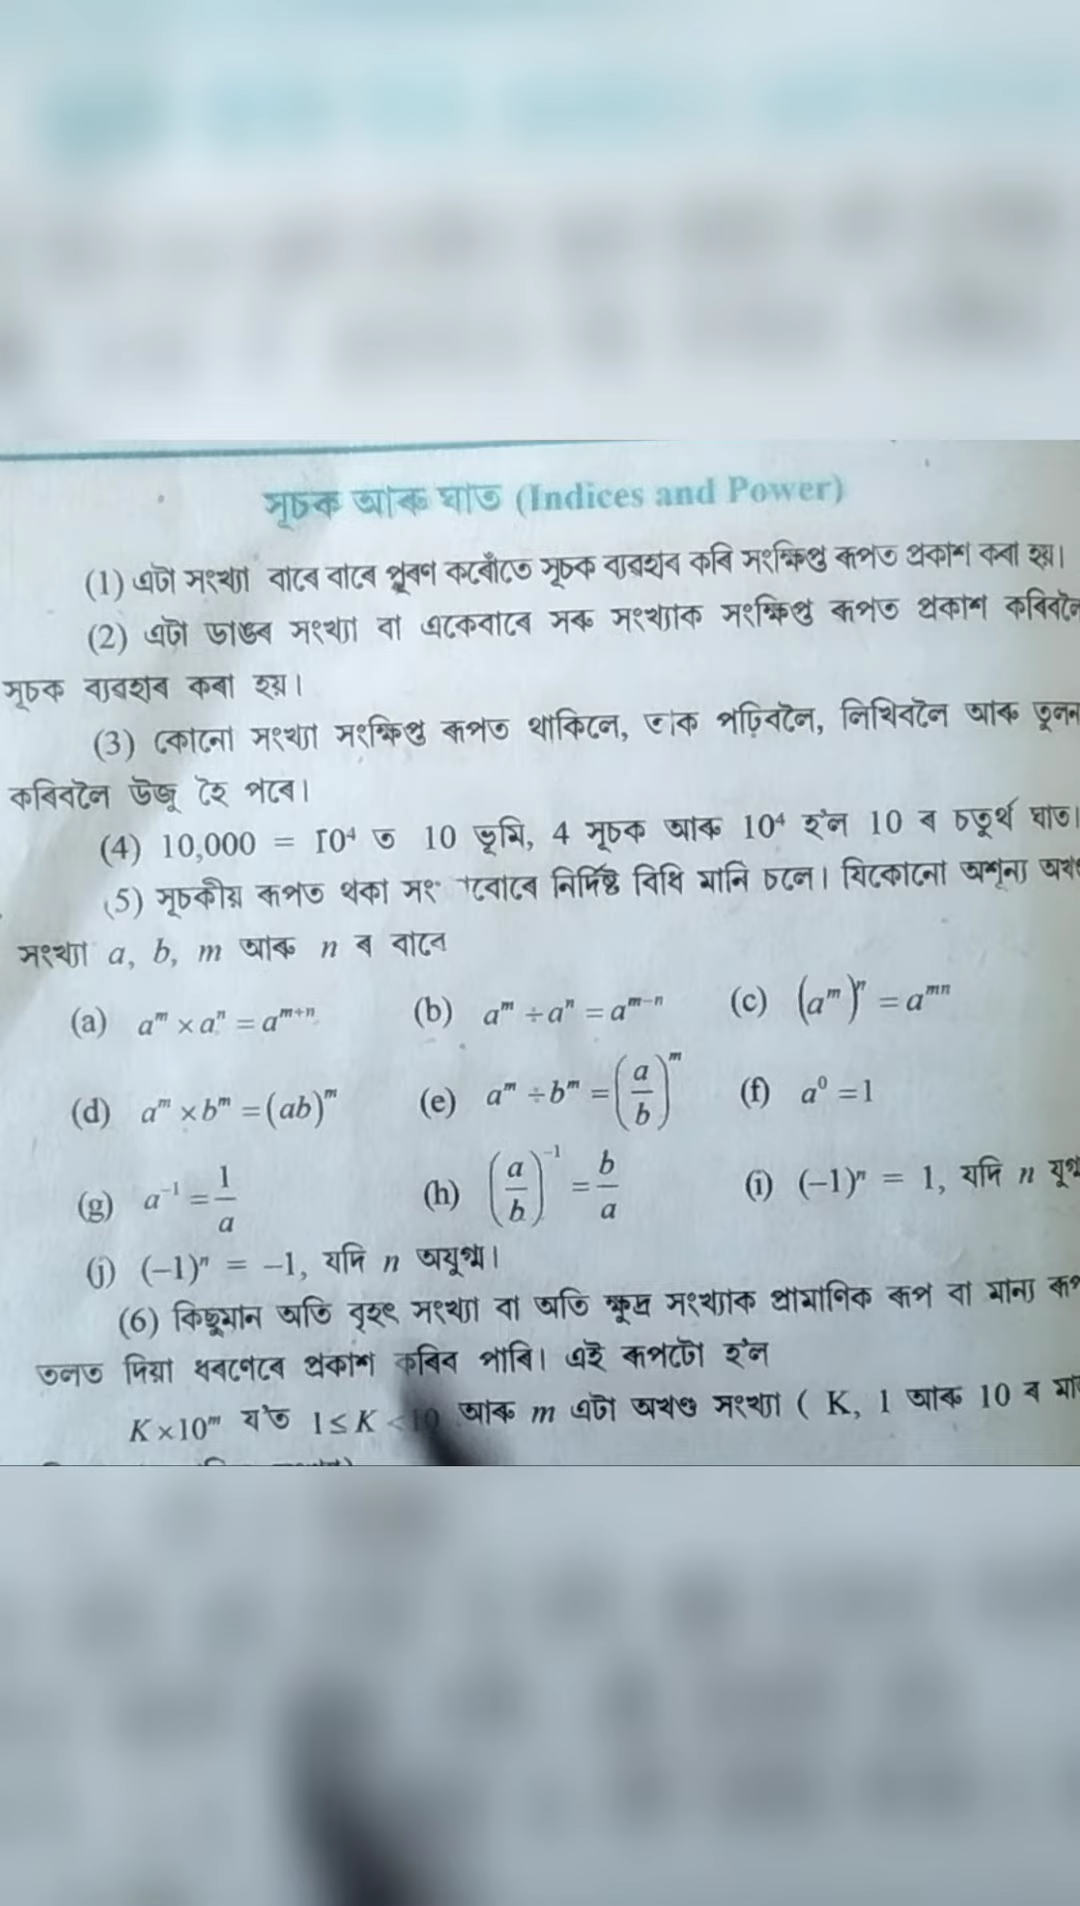 সূচক আৰু ঘাত (Indices and Power)
(1) এটা সংখ্যা বাৰে বাৰে পূৰণ কৰোঁতে সূচক ব্যৱহাৰ কৰি সংক্ষিপ্ত ৰূপত প্ৰকাশ কৰা হয়।
(2) এটা ডাঙৰ সংখ্যা বা একেবাৰে সৰু সংখ্যাক সংক্ষিপ্ত ৰূপত প্ৰকাশ কৰিবলৈ
সূচক ব্যৱহাৰ কৰা হয়।
(3) কোনো সংখ্যা সংক্ষিপ্ত ৰূপত থাকিলে, তাক পঢ়িবলৈ, লিখিবলৈ আৰু
কৰিবলৈ উজু হৈ পৰে।
(4) 10,000 = 10⁴ ত 10 ভূমি, 4 সূচক আৰু 10⁴ হ'ল 10 ৰ চতুৰ্থ ঘাত।
(5) সূচকীয় ৰূপত থকা নিৰ্দিষ্ট বিধি মানি চলে। যিকোনো অশূন্য
সংখ্যা a, b, m আৰু n ৰ বাবে
(a) aᵐ × aⁿ = aᵐ⁺ⁿ (b) aᵐ ÷ aⁿ = aᵐ⁻ⁿ (c) (aᵐ)ⁿ = aᵐⁿ
(d) aᵐ × bᵐ = (ab)ᵐ (e) aᵐ ÷ bᵐ = (a/b)ᵐ (f) a⁰ = 1
(g) a⁻¹ = 1/a (h) (a/b)⁻¹ = b/a (i) (−1)ⁿ = 1, যদি n
(j) (−1)ⁿ = −1, যদি n অযুগ্ম।
(6) কিছুমান অতি বৃহৎ সংখ্যা বা অতি ক্ষুদ্ৰ সংখ্যাক প্ৰামাণিক ৰূপ বা মান্য
তলত দিয়া ধৰণেৰে প্ৰকাশ কৰিব পাৰি। এই ৰূপটো হ'ল
K × 10ᵐ য'ত 1 ≤ K < 10 আৰু m এটা অখণ্ড সংখ্যা ( K, 1 আৰু 10 ৰ